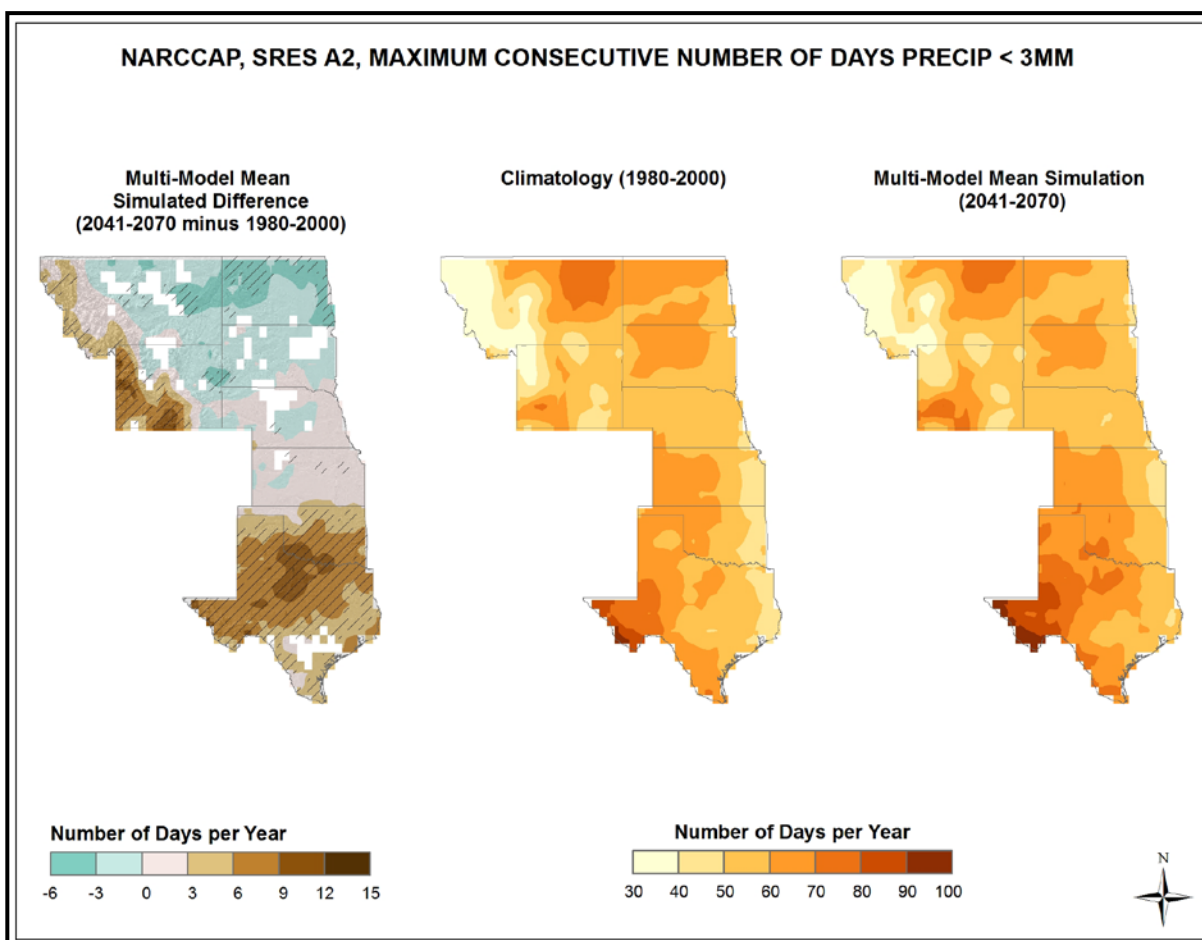 NARCCAP, SRES A2, MAXIMUM CONSECUTIVE NUMBER OF DAYS PRECIP < 3MM
Multi-Model Mean
Simulated Difference
(2041-2070 minus 1980-2000)
Climatology (1980-2000)
Multi-Model Mean Simulation
(2041-2070)
Number of Days per Year
-6 -3 0 3 6 9 12 15
Number of Days per Year
30 40 50 60 70 80 90 100
N